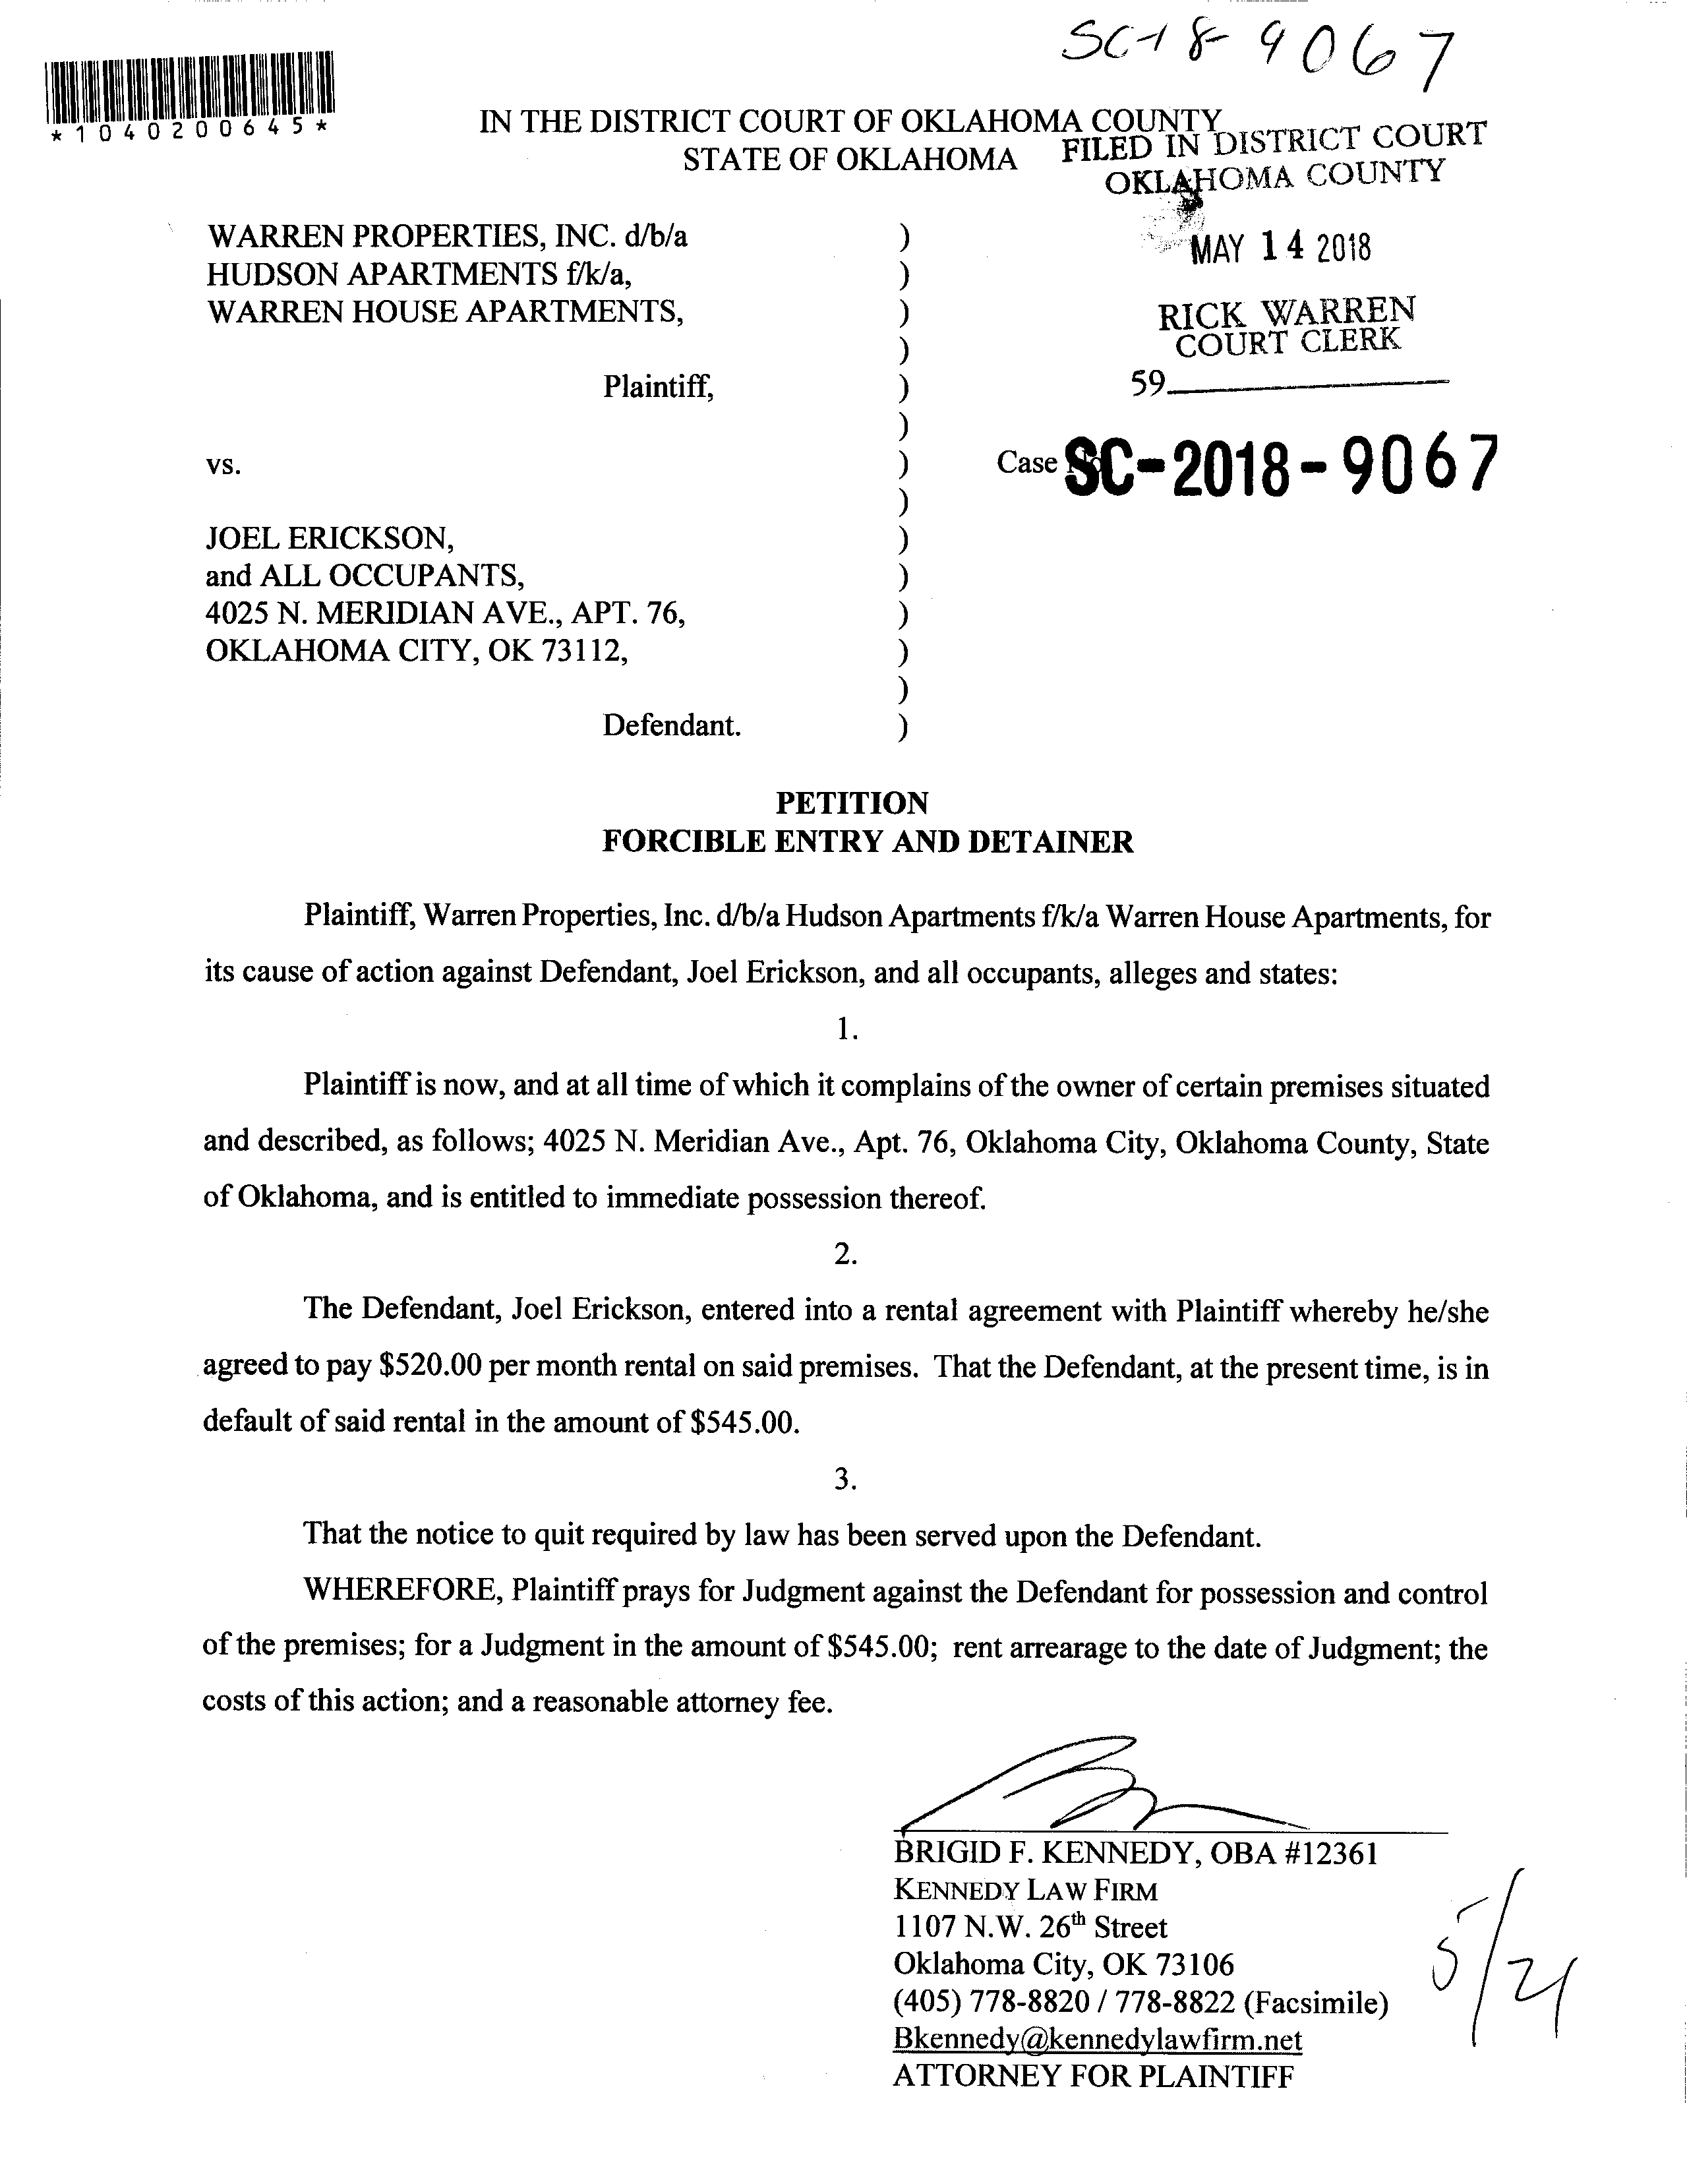 SC-18-9067
*1040200645*
IN THE DISTRICT COURT OF OKLAHOMA COUNTY
STATE OF OKLAHOMA
FILED IN DISTRICT COURT
OKLAHOMA COUNTY
MAY 14 2018
RICK WARREN
COURT CLERK
59
WARREN PROPERTIES, INC. d/b/a )
HUDSON APARTMENTS f/k/a, )
WARREN HOUSE APARTMENTS, )
)
Plaintiff, )
)
vs. ) Case No. SC-2018-9067
)
JOEL ERICKSON, )
and ALL OCCUPANTS, )
4025 N. MERIDIAN AVE., APT. 76, )
OKLAHOMA CITY, OK 73112, )
)
Defendant. )
PETITION
FORCIBLE ENTRY AND DETAINER
Plaintiff, Warren Properties, Inc. d/b/a Hudson Apartments f/k/a Warren House Apartments, for
its cause of action against Defendant, Joel Erickson, and all occupants, alleges and states:
1.
Plaintiff is now, and at all time of which it complains of the owner of certain premises situated
and described, as follows; 4025 N. Meridian Ave., Apt. 76, Oklahoma City, Oklahoma County, State
of Oklahoma, and is entitled to immediate possession thereof.
2.
The Defendant, Joel Erickson, entered into a rental agreement with Plaintiff whereby he/she
agreed to pay $520.00 per month rental on said premises. That the Defendant, at the present time, is in
default of said rental in the amount of $545.00.
3.
That the notice to quit required by law has been served upon the Defendant.
WHEREFORE, Plaintiff prays for Judgment against the Defendant for possession and control
of the premises; for a Judgment in the amount of $545.00; rent arrearage to the date of Judgment; the
costs of this action; and a reasonable attorney fee.
BRIGID F. KENNEDY, OBA #12361
KENNEDY LAW FIRM
1107 N.W. 26th Street
Oklahoma City, OK 73106
(405) 778-8820 / 778-8822 (Facsimile)
Bkennedy@kennedylawfirm.net
ATTORNEY FOR PLAINTIFF